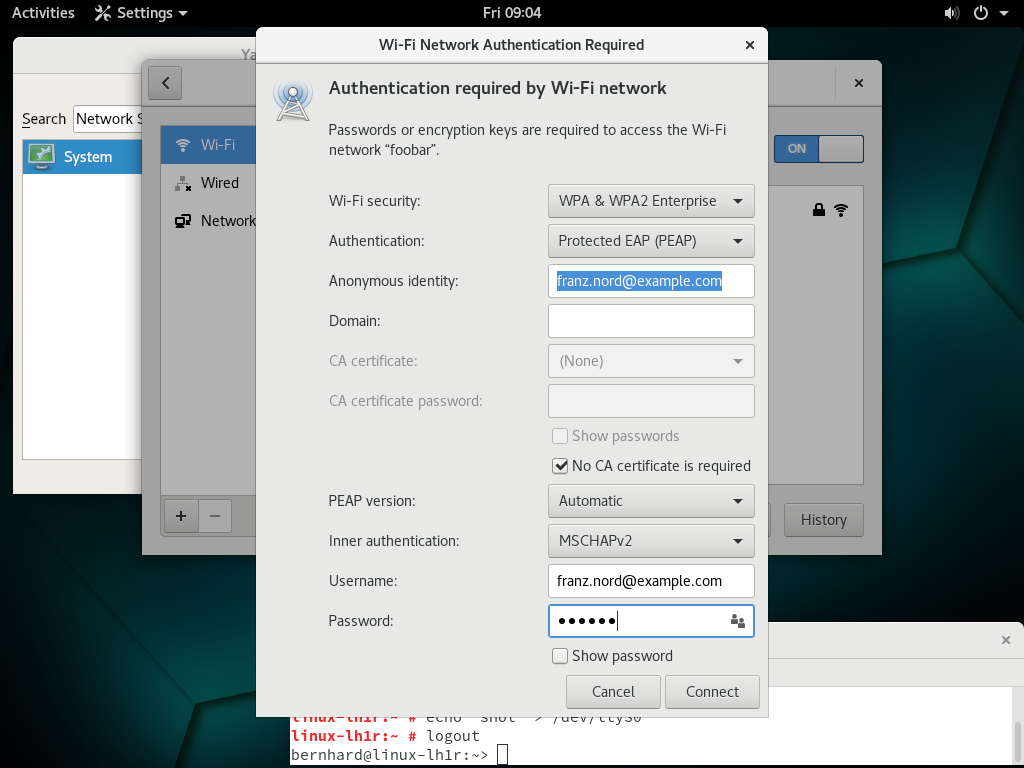 Activities Settings Fri 09:04
Wi-Fi Network Authentication Required
Ya
Search Network S
System
Wi-Fi
Wired
Network
ON
History
Authentication required by Wi-Fi network
Passwords or encryption keys are required to access the Wi-Fi
network “foobar”.
Wi-Fi security: WPA & WPA2 Enterprise
Authentication: Protected EAP (PEAP)
Anonymous identity: franz.nord@example.com
Domain:
CA certificate: (None)
CA certificate password:
Show passwords
No CA certificate is required
PEAP version: Automatic
Inner authentication: MSCHAPv2
Username: franz.nord@example.com
Password: ••••••
Show password
Cancel Connect
linux-lh1r:~ # echo "shot" > /dev/ttyS0
linux-lh1r:~ # logout
bernhard@linux-lh1r:~>